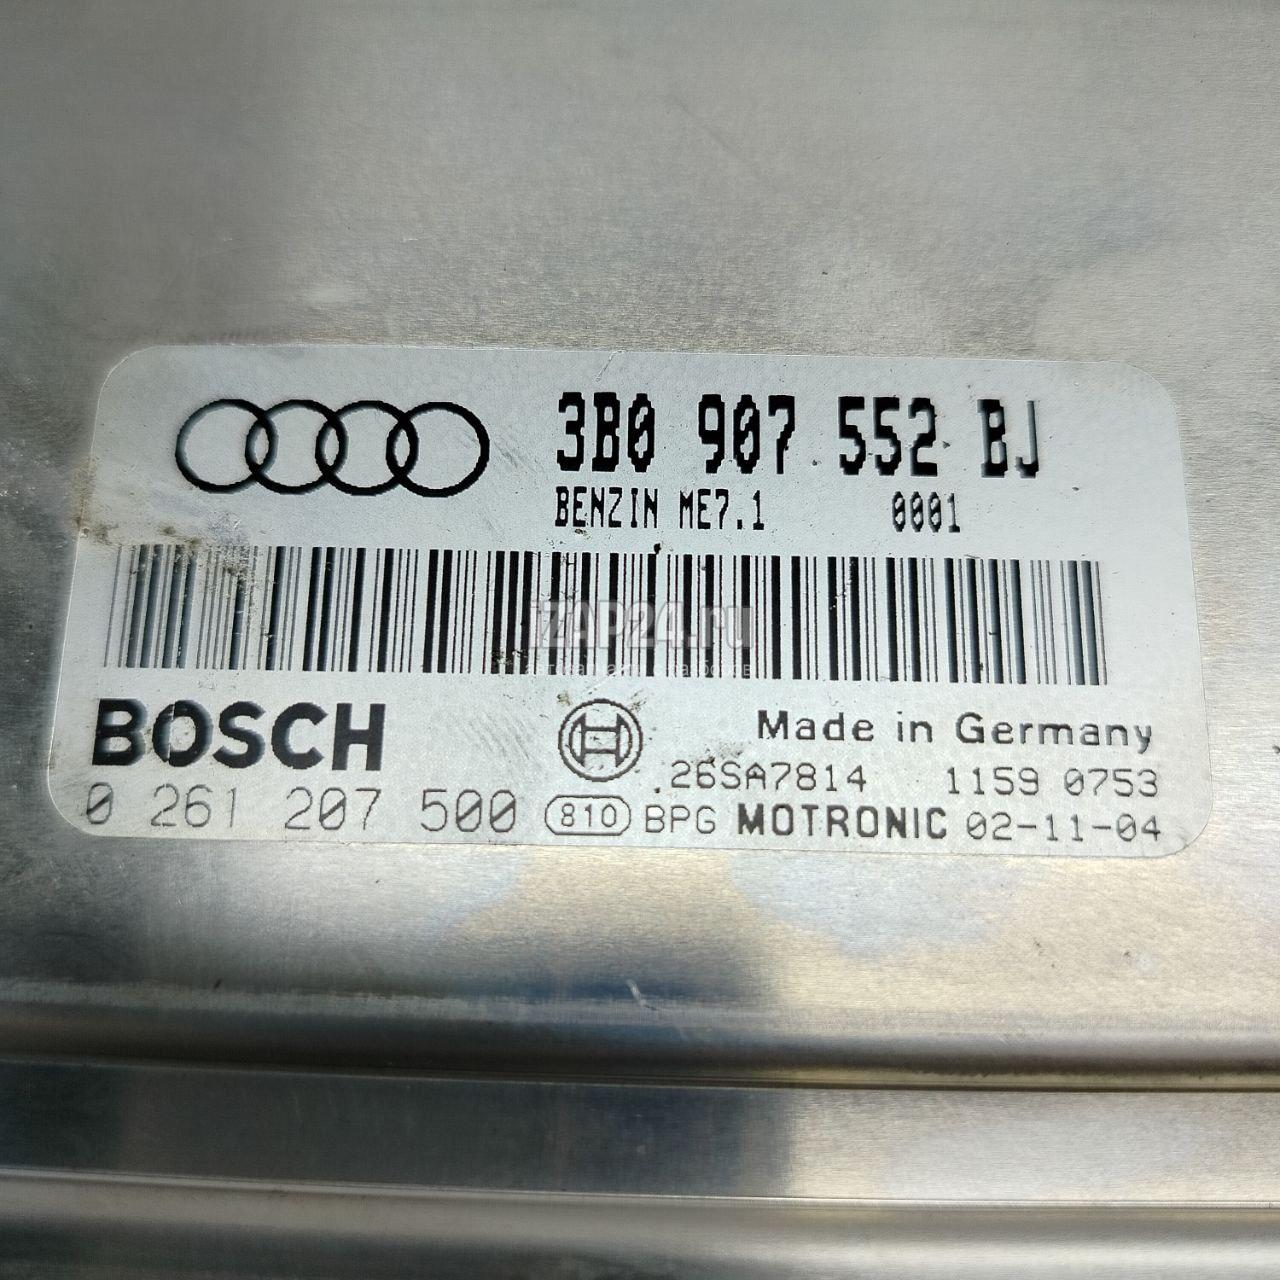 3B0 907 552 BJ
BENZIN ME7.1 0001
iZAP24.ru
BOSCH
Made in Germany
.26SA7814 1159 0753
0 261 207 500 810 BPG MOTRONIC 02-11-04